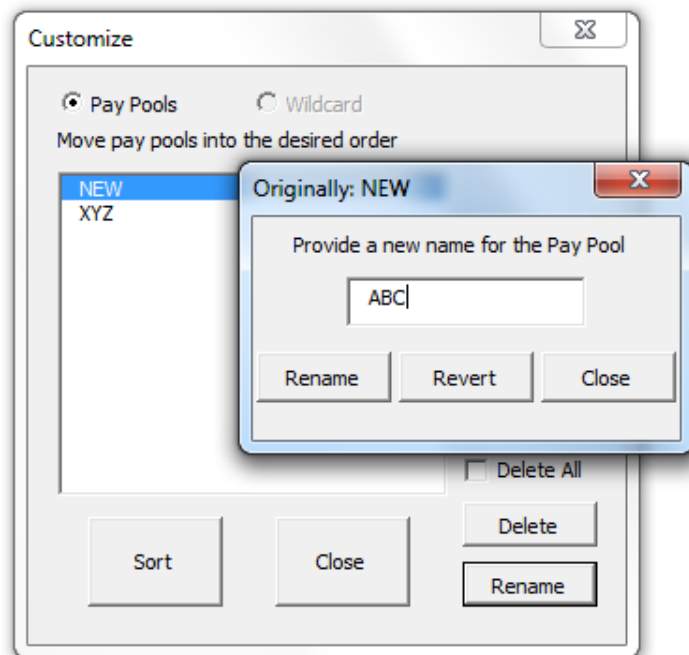 Customize
Pay Pools Wildcard
Move pay pools into the desired order
NEW
XYZ
Originally: NEW
Provide a new name for the Pay Pool
ABC
Rename Revert Close
Delete All
Delete
Sort Close
Rename